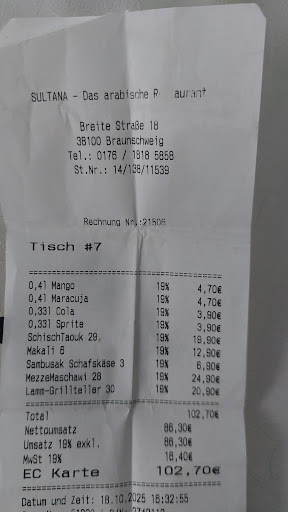 SULTANA - Das arabische
Breite Straße 18
38100 Braunschweig
Tel.: 0176 / 1818 5858
St.Nr.: 14/138/11539
Rechnung Nr.:21506
Tisch #7
0,4l Mango 19% 4,70€
0,4l Maracuja 19% 4,70€
0,33l Cola 19% 3,90€
0,33l Sprite 19% 3,90€
SchischTaouk 29, 19% 19,90€
Makali 6 19% 12,90€
Sambusak Schafskäse 3 19% 6,90€
MezzeMaschawi 28 19% 24,90€
Lamm-Grillteller 30 19% 20,90€
Total 102,70€
Nettoumsatz 86,30€
Umsatz 19% exkl. 86,30€
MwSt 19% 16,40€
EC Karte 102,70€
Datum und Zeit: 18.10.2025 18:32:55